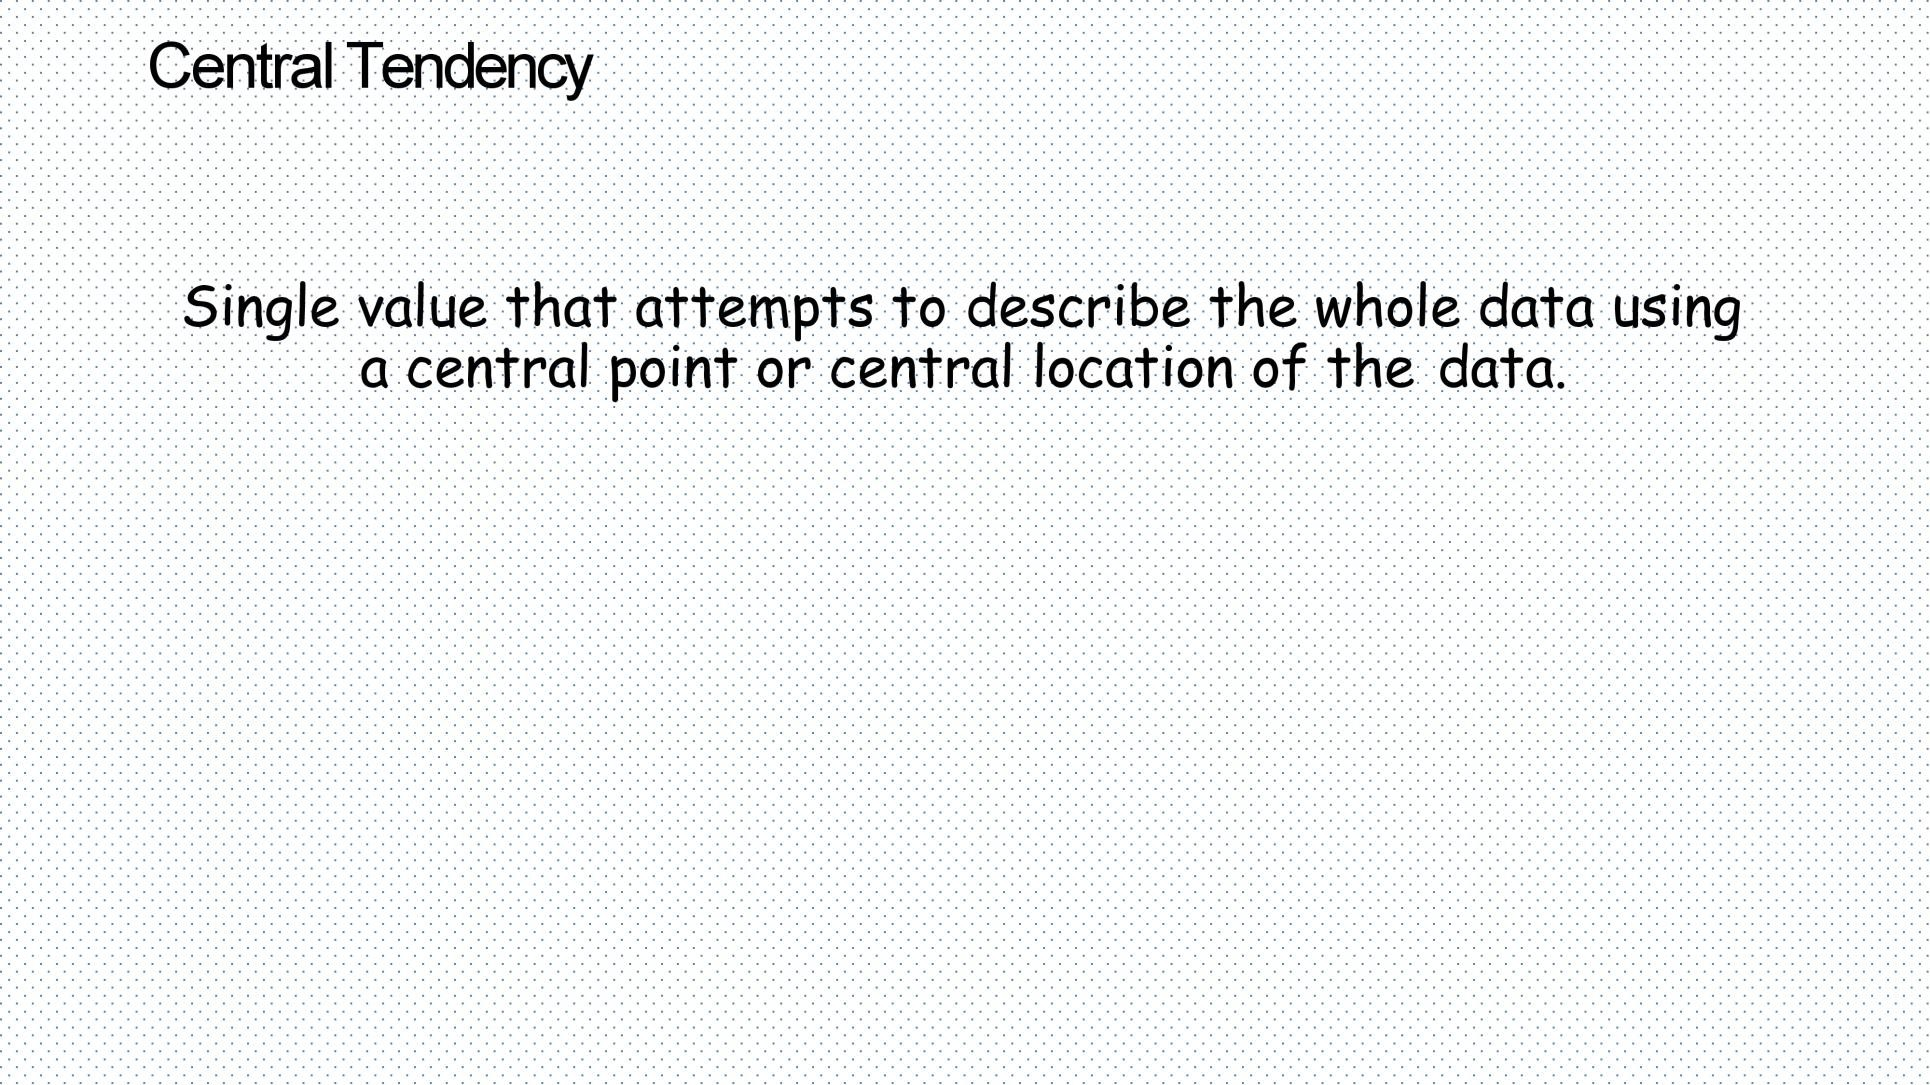 Central Tendency
Single value that attempts to describe the whole data using
a central point or central location of the data.